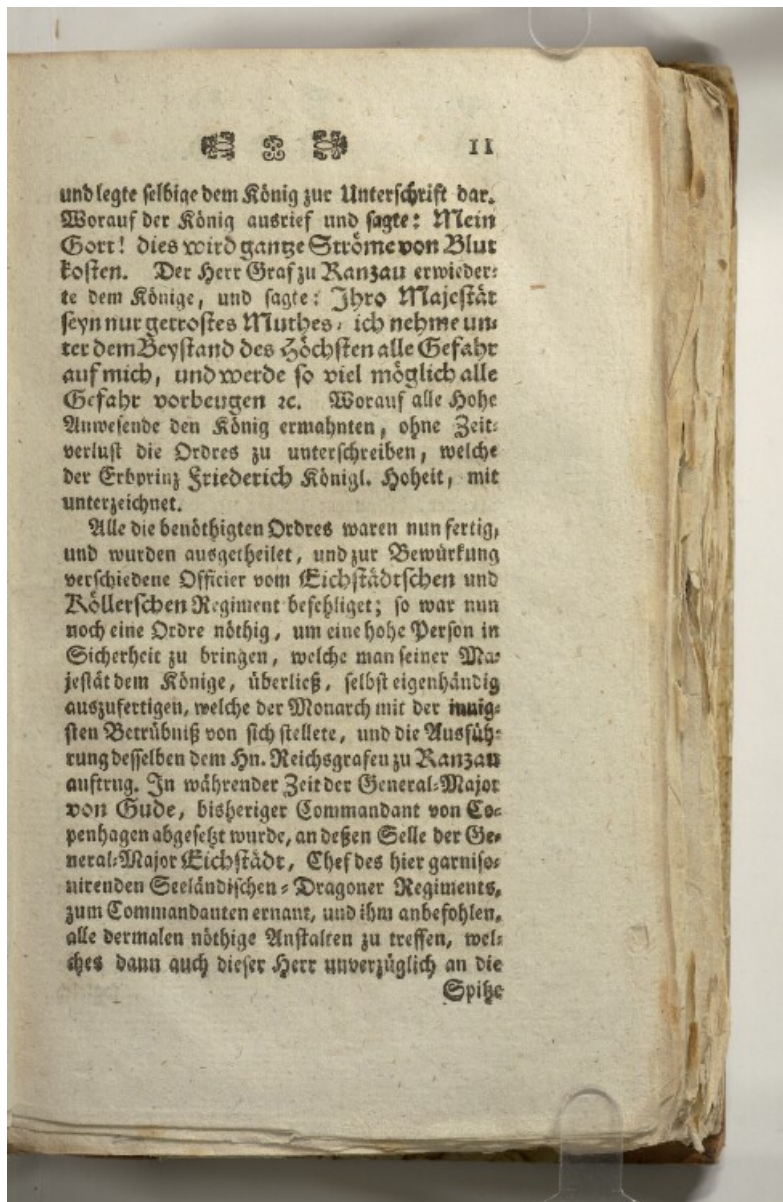 11
und legte selbige dem König zur Unterschrift dar.
Worauf der König ausrief und sagte: Mein
Gott! dies wird gantze Ströme von Blut
kosten. Der Herr Graf zu Ranzau erwieder-
te dem Könige, und sagte: Ihro Majestät
seyn nur getrostes Muthes, ich nehme un-
ter dem Beystand des Höchsten alle Gefahr
auf mich, und werde so viel möglich alle
Gefahr vorbeugen ꝛc. Worauf alle Hohe
Anwesende den König ermahnten, ohne Zeit-
verlust die Ordres zu unterschreiben, welche
der Erbprinz Friederich Königl. Hoheit, mit
unterzeichnet.
Alle die benöthigten Ordres waren nun fertig,
und wurden ausgetheilet, und zur Bewürkung
verschiedene Officier vom Eichstädtschen und
Köllerschen Regiment befehliget; so war nun
noch eine Ordre nöthig, um eine hohe Person in
Sicherheit zu bringen, welche man seiner Ma-
jestät dem Könige, überließ, selbst eigenhändig
auszufertigen, welche der Monarch mit der innig-
sten Betrübniß von sich stellete, und die Ausfüh-
rung desselben dem Hn. Reichsgrafen zu Ranzau
auftrug. In währender Zeit der General-Major
von Gude, bisheriger Commandant von Co-
penhagen abgesetzt wurde, an deßen Selle der Ge-
neral-Major Eichstädt, Chef des hier garniso-
nirenden Seeländischen-Dragoner Regiments,
zum Commandanten ernant, und ihm anbefohlen,
alle dermalen nöthige Anstalten zu treffen, wel-
ches dann auch dieser Herr unverzüglich an die
Spitze